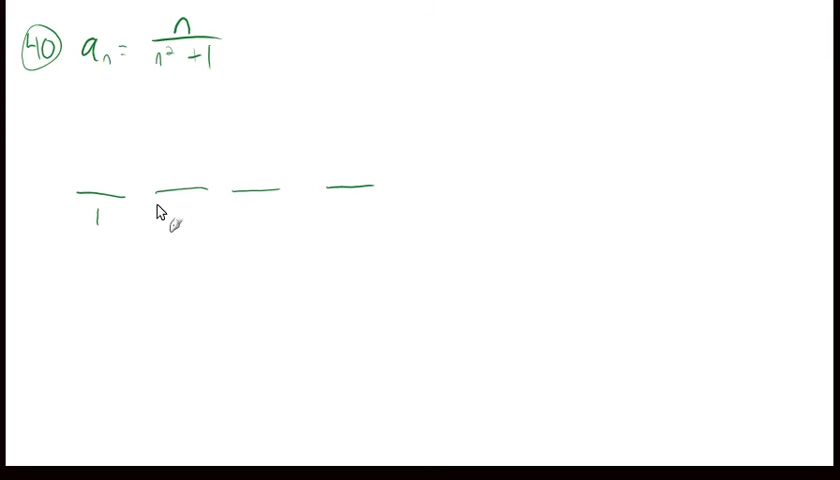 40 aₙ = n/(n² + 1)
1